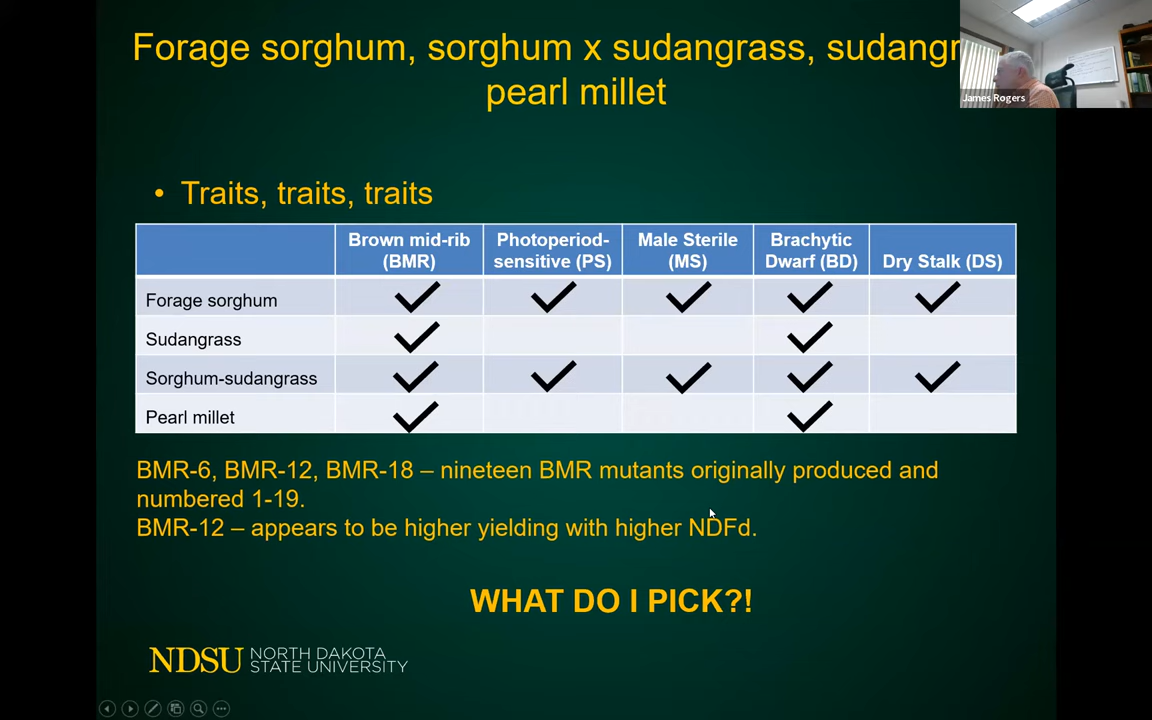 Forage sorghum, sorghum x sudangrass,
pearl millet
James Rogers
• Traits, traits, traits
Brown mid-rib (BMR) Photoperiod-sensitive (PS) Male Sterile (MS) Brachytic Dwarf (BD) Dry Stalk (DS)
Forage sorghum ✓ ✓ ✓ ✓ ✓
Sudangrass ✓ ✓
Sorghum-sudangrass ✓ ✓ ✓ ✓ ✓
Pearl millet ✓ ✓
BMR-6, BMR-12, BMR-18 – nineteen BMR mutants originally produced and
numbered 1-19.
BMR-12 – appears to be higher yielding with higher NDFd.
WHAT DO I PICK?!
NDSU NORTH DAKOTA
STATE UNIVERSITY